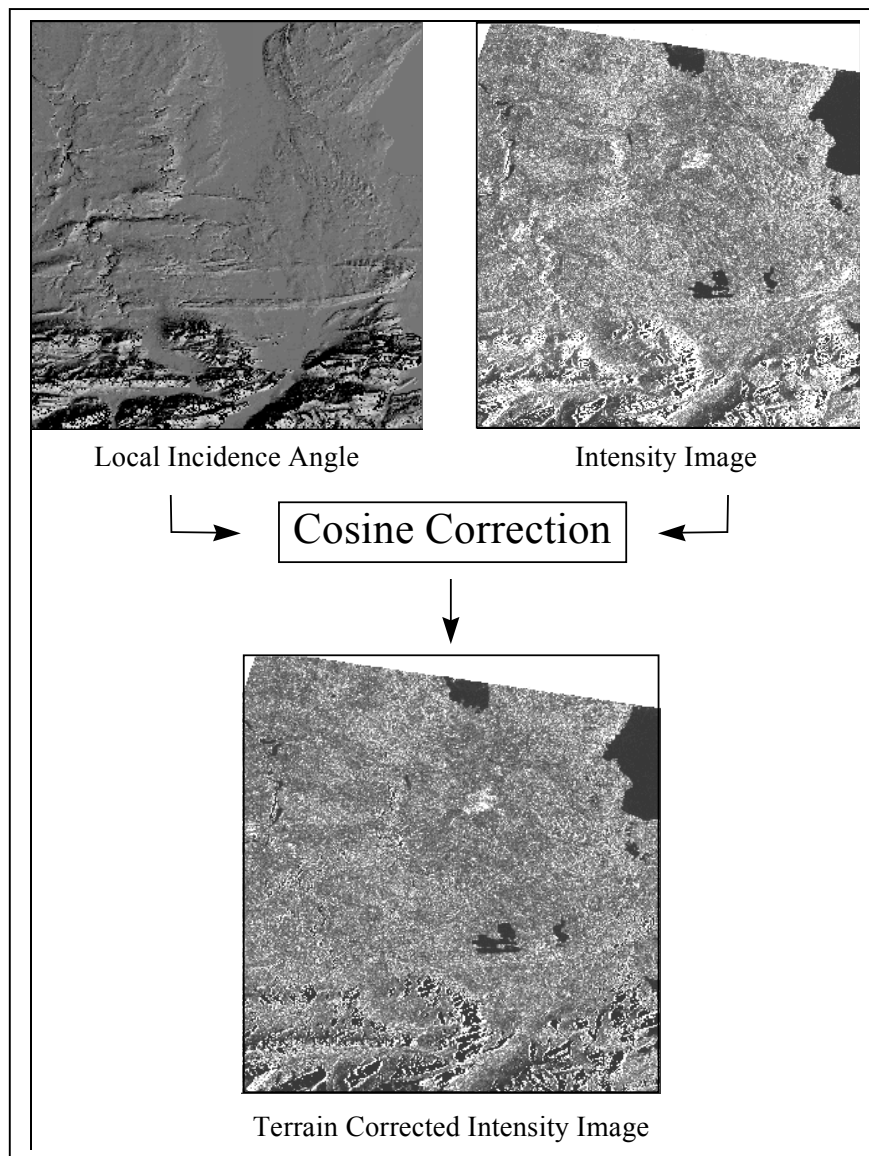 Local Incidence Angle
Intensity Image
Cosine Correction
Terrain Corrected Intensity Image